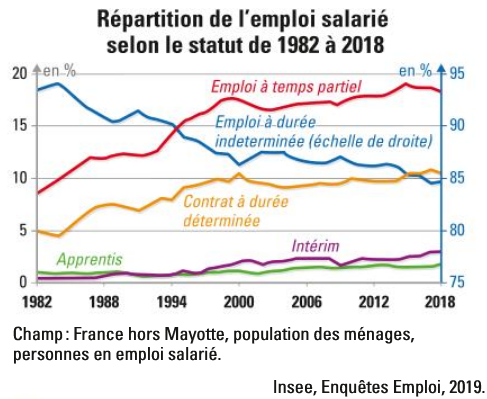 Répartition de l'emploi salarié
selon le statut de 1982 à 2018
20 en % en % 95
Emploi à temps partiel
15 90
Emploi à durée
indeterminée (échelle de droite)
10 85
Contrat à durée
déterminée
5 80
Apprentis Intérim
0 75
1982 1988 1994 2000 2006 2012 2018
Champ : France hors Mayotte, population des ménages,
personnes en emploi salarié.
Insee, Enquêtes Emploi, 2019.